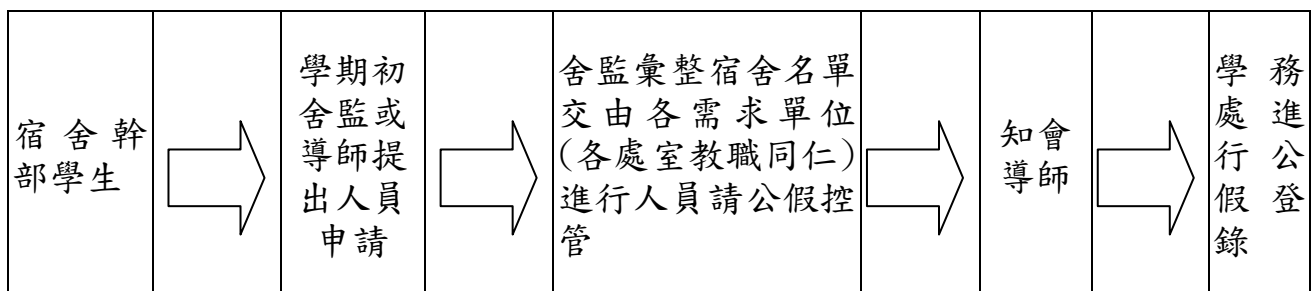 宿舍幹
部學生
學期初
舍監或
導師提
出人員
申請
舍監彙整宿舍名單
交由各需求單位
(各處室教職同仁)
進行人員請公假控
管
知會
導師
學務
處進
行公
假登
錄